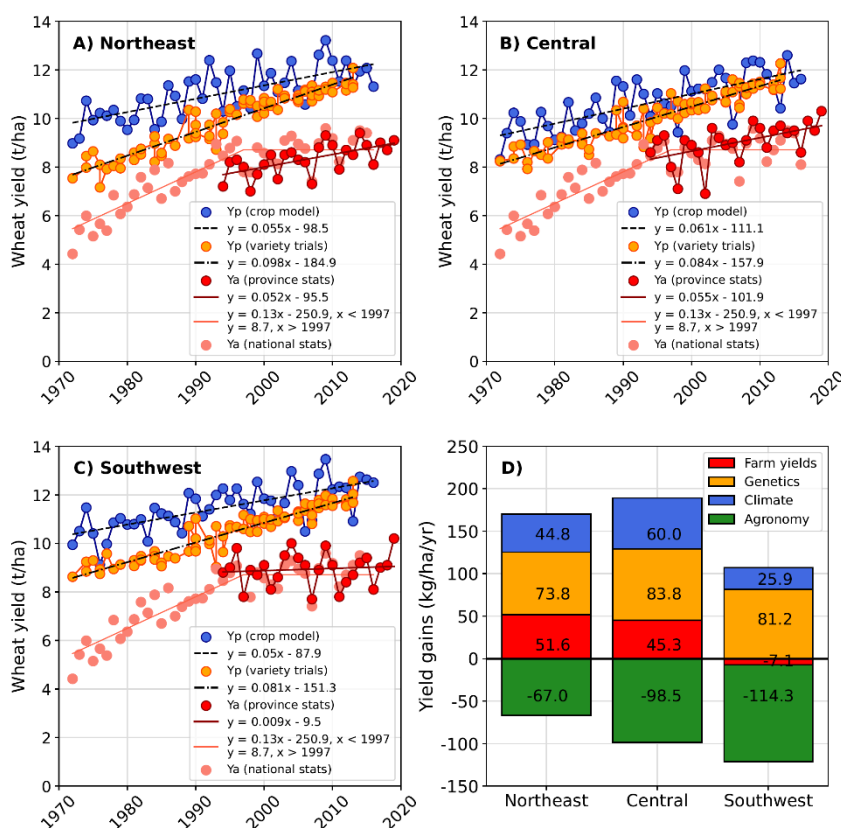 A) Northeast
Wheat yield (t/ha)
14
12
10
8
6
4
2
0
1970
1980
1990
2000
2010
2020
Yp (crop model)
y = 0.055x - 98.5
Yp (variety trials)
y = 0.098x - 184.9
Ya (province stats)
y = 0.052x - 95.5
y = 0.13x - 250.9, x < 1997
y = 8.7, x > 1997
Ya (national stats)
B) Central
Wheat yield (t/ha)
14
12
10
8
6
4
2
0
1970
1980
1990
2000
2010
2020
Yp (crop model)
y = 0.061x - 111.1
Yp (variety trials)
y = 0.084x - 157.9
Ya (province stats)
y = 0.055x - 101.9
y = 0.13x - 250.9, x < 1997
y = 8.7, x > 1997
Ya (national stats)
C) Southwest
Wheat yield (t/ha)
14
12
10
8
6
4
2
0
1970
1980
1990
2000
2010
2020
Yp (crop model)
y = 0.05x - 87.9
Yp (variety trials)
y = 0.081x - 151.3
Ya (province stats)
y = 0.009x - 9.5
y = 0.13x - 250.9, x < 1997
y = 8.7, x > 1997
Ya (national stats)
D)
Yield gains (kg/ha/yr)
250
200
150
100
50
0
-50
-100
-150
Farm yields
Genetics
Climate
Agronomy
44.8
73.8
51.6
-67.0
60.0
83.8
45.3
-98.5
25.9
81.2
-7.1
-114.3
Northeast
Central
Southwest